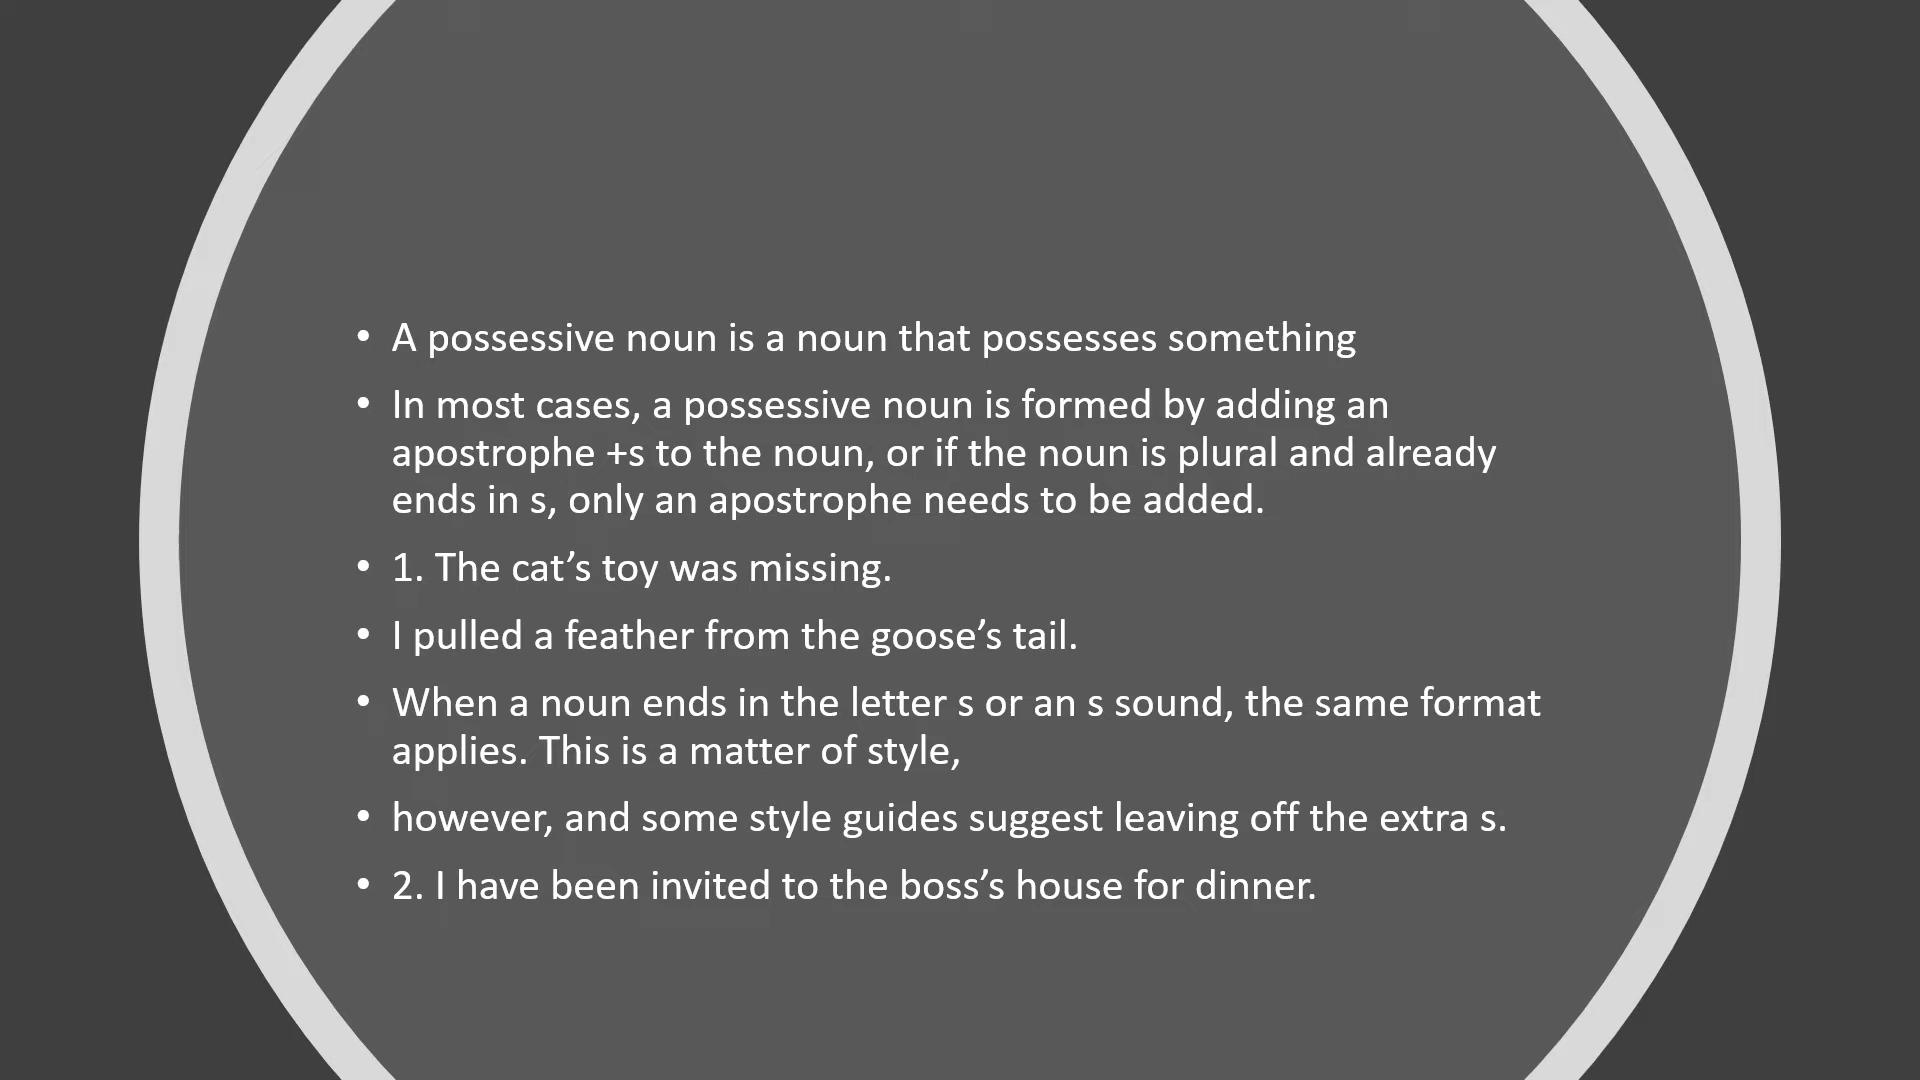 • A possessive noun is a noun that possesses something
• In most cases, a possessive noun is formed by adding an
apostrophe +s to the noun, or if the noun is plural and already
ends in s, only an apostrophe needs to be added.
• 1. The cat’s toy was missing.
• I pulled a feather from the goose’s tail.
• When a noun ends in the letter s or an s sound, the same format
applies. This is a matter of style,
• however, and some style guides suggest leaving off the extra s.
• 2. I have been invited to the boss’s house for dinner.